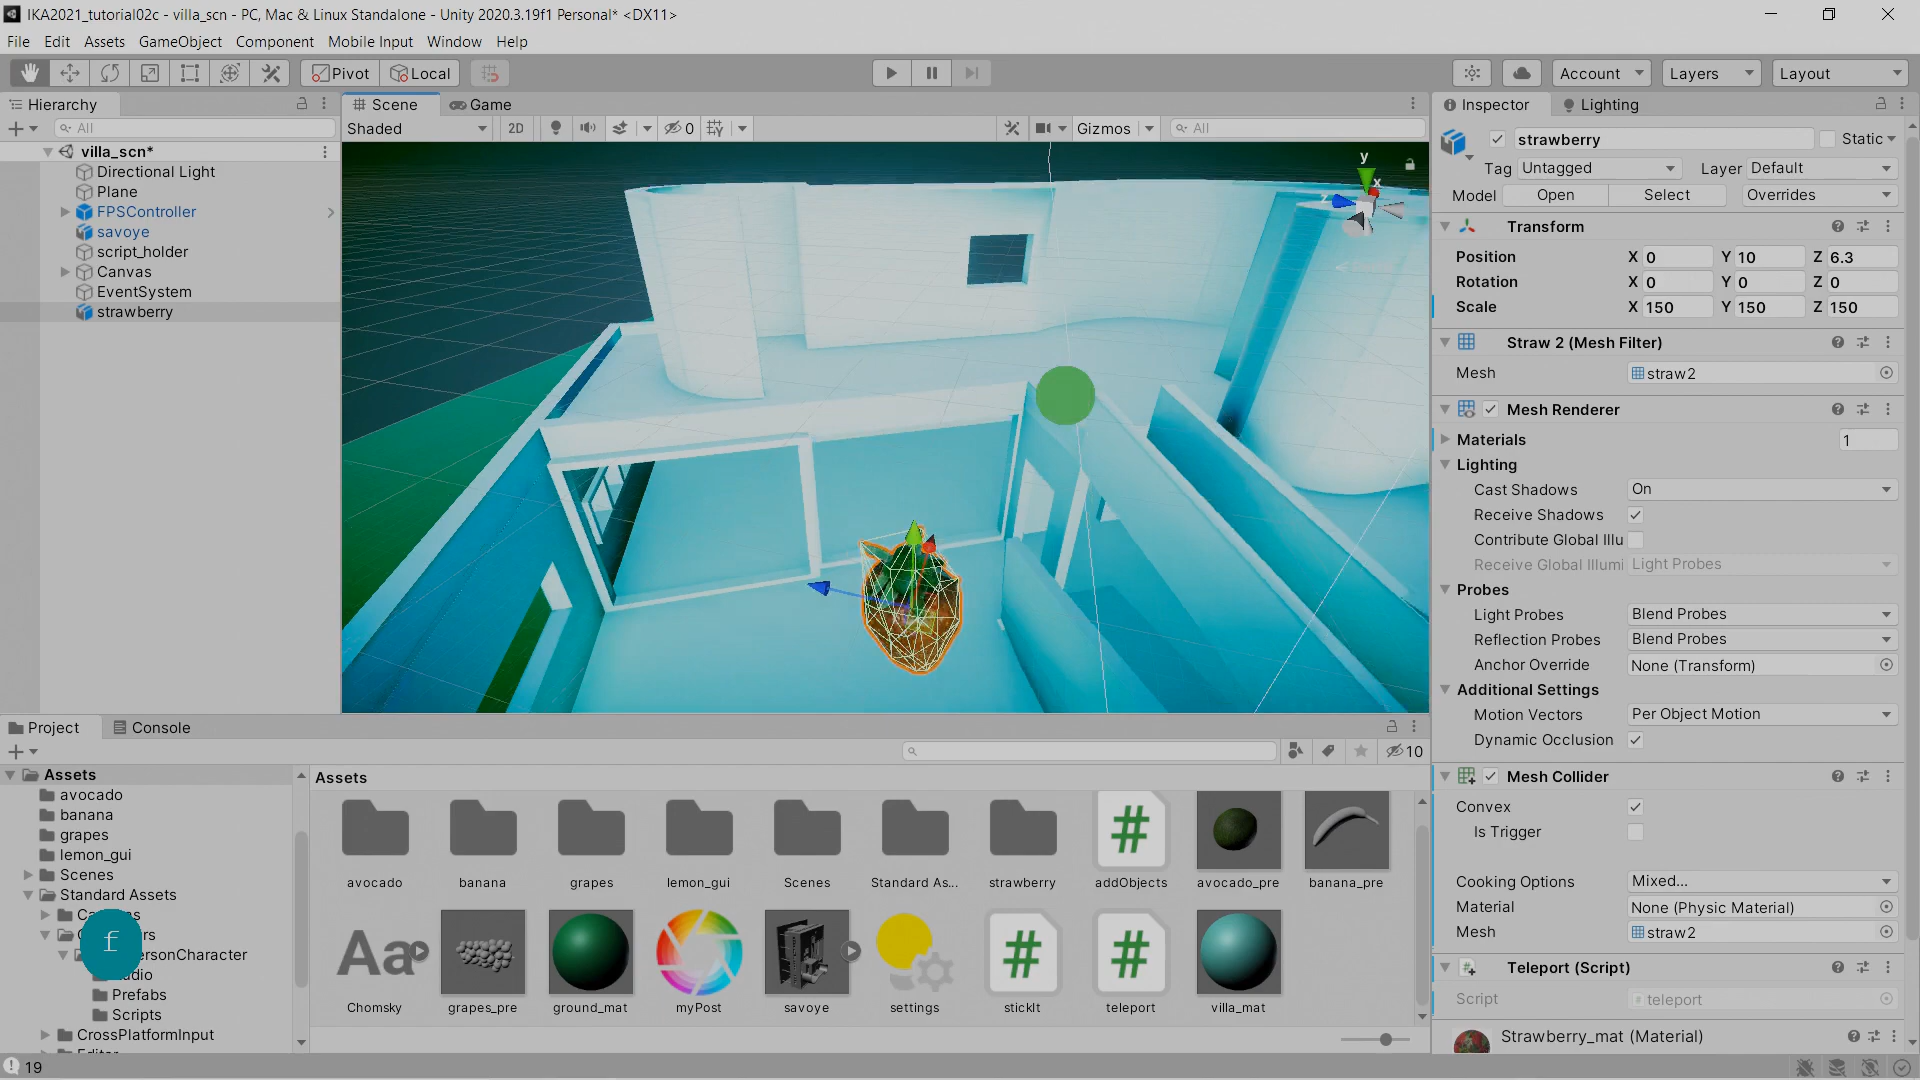 IKA2021_tutorial02c - villa_scn - PC, Mac & Linux Standalone - Unity 2020.3.19f1 Personal* <DX11>
File Edit Assets GameObject Component Mobile Input Window Help
Pivot Local Account Layers Layout
Hierarchy
All
villa_scn*
Directional Light
Plane
FPSController
savoye
script_holder
Canvas
EventSystem
strawberry
Scene Game
Shaded 2D 0 Gizmos All
y
x
z
Inspector Lighting
strawberry Static
Tag Untagged Layer Default
Model Open Select Overrides
Transform
Position X 0 Y 10 Z 6.3
Rotation X 0 Y 0 Z 0
Scale X 150 Y 150 Z 150
Straw 2 (Mesh Filter)
Mesh straw2
Mesh Renderer
Materials 1
Lighting
Cast Shadows On
Receive Shadows
Contribute Global Illu
Receive Global Illumi Light Probes
Probes
Light Probes Blend Probes
Reflection Probes Blend Probes
Anchor Override None (Transform)
Additional Settings
Motion Vectors Per Object Motion
Dynamic Occlusion
Mesh Collider
Convex
Is Trigger
Cooking Options Mixed...
Material None (Physic Material)
Mesh straw2
Teleport (Script)
Script # teleport
Strawberry_mat (Material)
Project Console
10
Assets
avocado
banana
grapes
lemon_gui
Scenes
Standard Assets
f
ersonCharacter
Prefabs
Scripts
CrossPlatformInput
Assets
# 
avocado banana grapes lemon_gui Scenes Standard As... strawberry addObjects avocado_pre banana_pre
Aa # #
Chomsky grapes_pre ground_mat myPost savoye settings stickIt teleport villa_mat
19